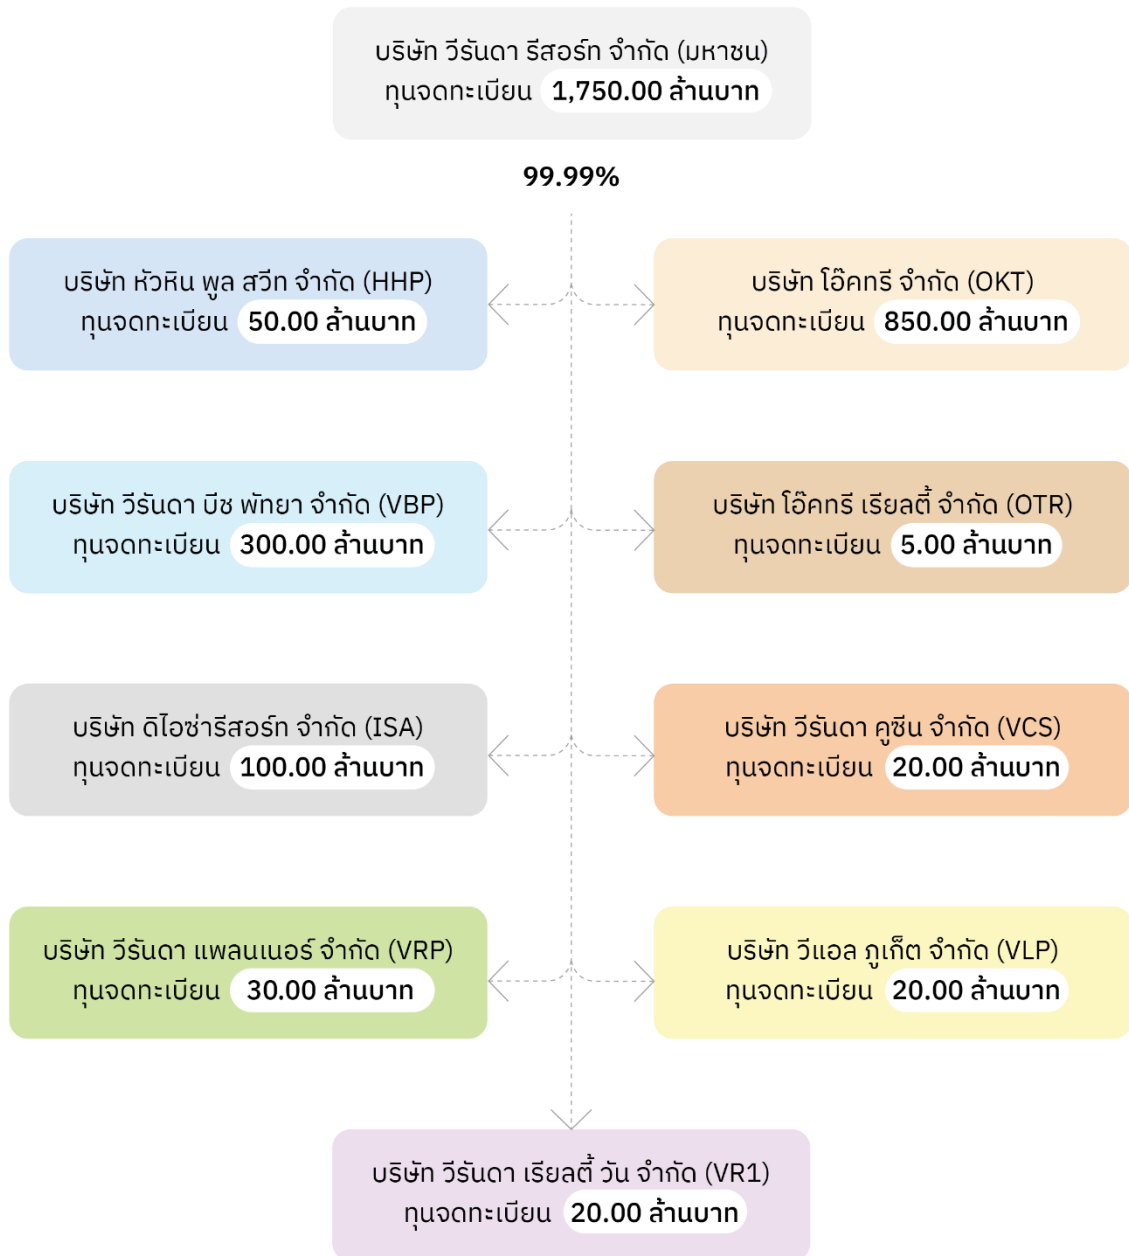 บริษัท วีรันดา รีสอร์ท จำกัด (มหาชน)
ทุนจดทะเบียน 1,750.00 ล้านบาท
99.99%
บริษัท หัวหิน พูล สวีท จำกัด (HHP)
ทุนจดทะเบียน 50.00 ล้านบาท
บริษัท โอ๊คทรี จำกัด (OKT)
ทุนจดทะเบียน 850.00 ล้านบาท
บริษัท วีรันดา บีช พัทยา จำกัด (VBP)
ทุนจดทะเบียน 300.00 ล้านบาท
บริษัท โอ๊คทรี เรียลตี้ จำกัด (OTR)
ทุนจดทะเบียน 5.00 ล้านบาท
บริษัท ดิไอซ่ารีสอร์ท จำกัด (ISA)
ทุนจดทะเบียน 100.00 ล้านบาท
บริษัท วีรันดา คูซีน จำกัด (VCS)
ทุนจดทะเบียน 20.00 ล้านบาท
บริษัท วีรันดา แพลนเนอร์ จำกัด (VRP)
ทุนจดทะเบียน 30.00 ล้านบาท
บริษัท วีแอล ภูเก็ต จำกัด (VLP)
ทุนจดทะเบียน 20.00 ล้านบาท
บริษัท วีรันดา เรียลตี้ วัน จำกัด (VR1)
ทุนจดทะเบียน 20.00 ล้านบาท